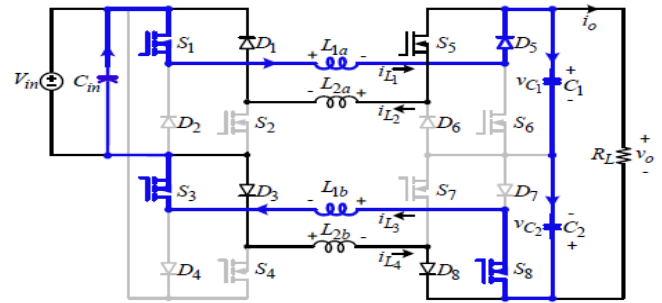 S1 D1 + L1a - S5 D5 io
Vin + - Cin iL1 vC1 + C1 -
- L2a + iL2
D2 S2 D6 S6
RL + vo -
S3 D3 + L1b - S7 D7
iL3 vC2 - C2 +
+ L2b -
D4 S4 iL4 D8 S8